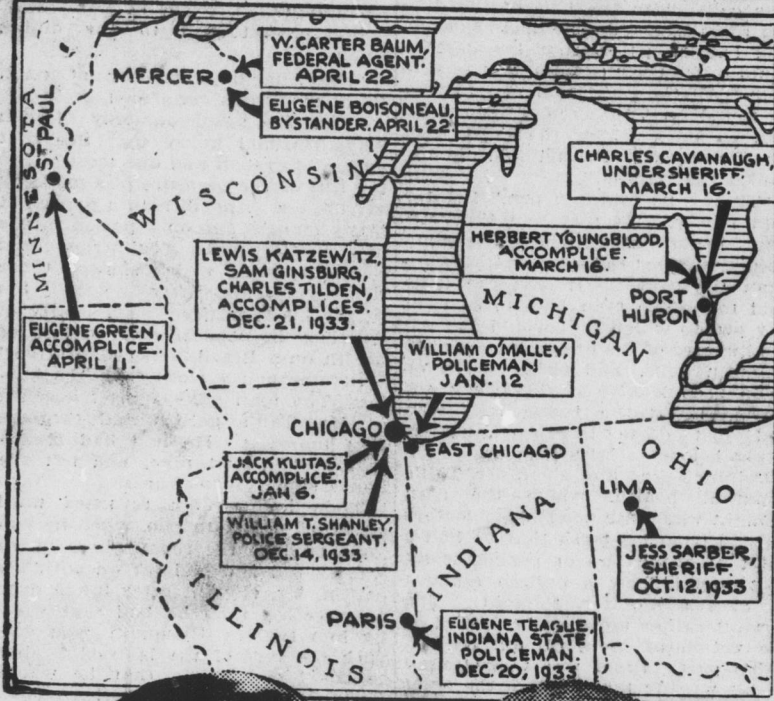 W. CARTER BAUM,
FEDERAL AGENT.
APRIL 22
MERCER
EUGENE BOISONEAU,
BYSTANDER. APRIL 22
MINNESOTA
ST PAUL
WISCONSIN
CHARLES CAVANAUGH,
UNDER SHERIFF.
MARCH 16.
HERBERT YOUNGBLOOD,
ACCOMPLICE.
MARCH 16.
LEWIS KATZEWITZ,
SAM GINSBURG,
CHARLES TILDEN,
ACCOMPLICES.
DEC. 21, 1933.
MICHIGAN
PORT
HURON
EUGENE GREEN,
ACCOMPLICE.
APRIL 11.
WILLIAM O'MALLEY,
POLICEMAN
JAN. 12
CHICAGO
EAST CHICAGO
OHIO
JACK KLUTAS,
ACCOMPLICE.
JAN 6.
LIMA
WILLIAM T. SHANLEY,
POLICE SERGEANT.
DEC. 14, 1933
INDIANA
JESS SARBER,
SHERIFF.
OCT. 12, 1933
ILLINOIS
PARIS
EUGENE TEAGUE,
INDIANA STATE
POLICEMAN.
DEC. 20, 1933